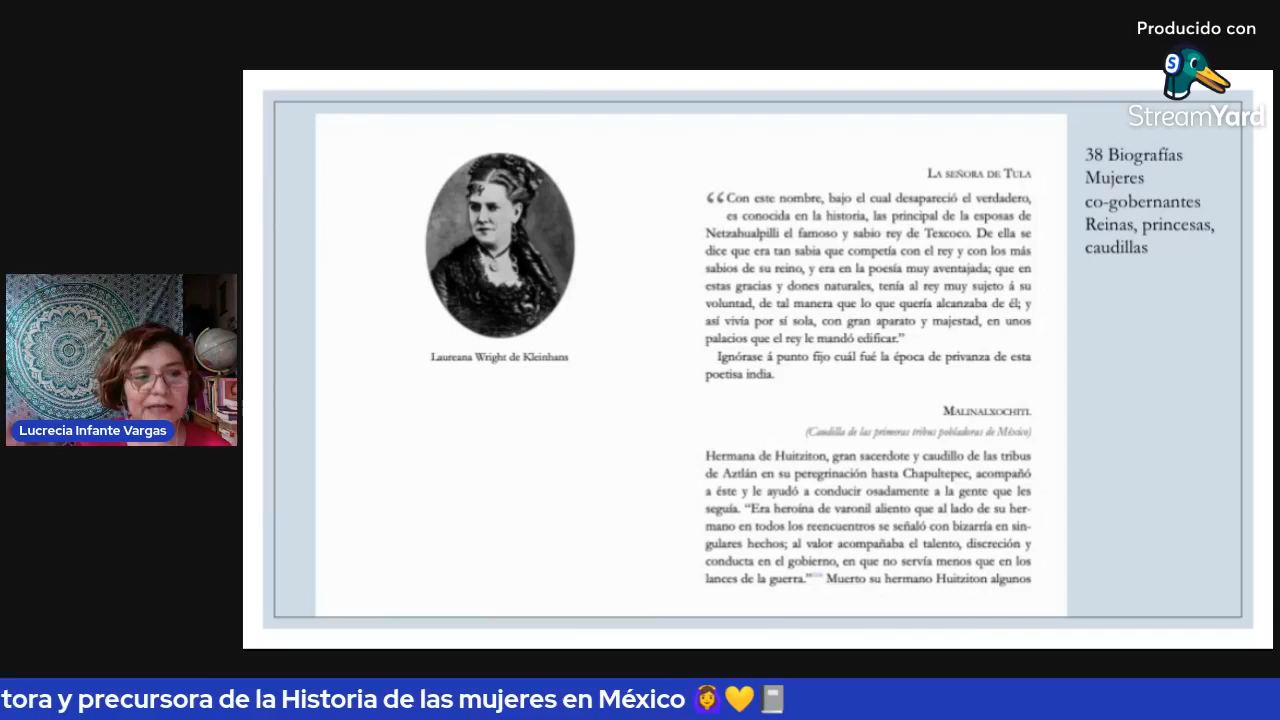 Producido con
StreamYard
38 Biografías
Mujeres
co-gobernantes
Reinas, princesas,
caudillas
Laureana Wright de Kleinhans
LA SEÑORA DE TULA
“Con este nombre, bajo el cual desapareció el verdadero,
es conocida en la historia, las principal de la esposas de
Netzahualpilli el famoso y sabio rey de Texcoco. De ella se
dice que era tan sabia que competía con el rey y con los más
sabios de su reino, y era en la poesía muy aventajada; que en
estas gracias y dones naturales, tenía al rey muy sujeto á su
voluntad, de tal manera que lo que quería alcanzaba de él; y
así vivía por sí sola, con gran aparato y majestad, en unos
palacios que el rey le mandó edificar.”
Ignórase á punto fijo cuál fué la época de privanza de esta
poetisa india.
MALINALXOCHITL
(Caudilla de las primeras tribus pobladoras de México)
Hermana de Huitziton, gran sacerdote y caudillo de las tribus
de Aztlán en su peregrinación hasta Chapultepec, acompañó
a éste y le ayudó a conducir osadamente a la gente que les
seguía. “Era heroína de varonil aliento que al lado de su her-
mano en todos los reencuentros se señaló con bizarría en sin-
gulares hechos; al valor acompañaba el talento, discreción y
conducta en el gobierno, en que no servía menos que en los
lances de la guerra.” Muerto su hermano Huitziton algunos
Lucrecia Infante Vargas
tora y precursora de la Historia de las mujeres en México 🙆‍♀️💛📓